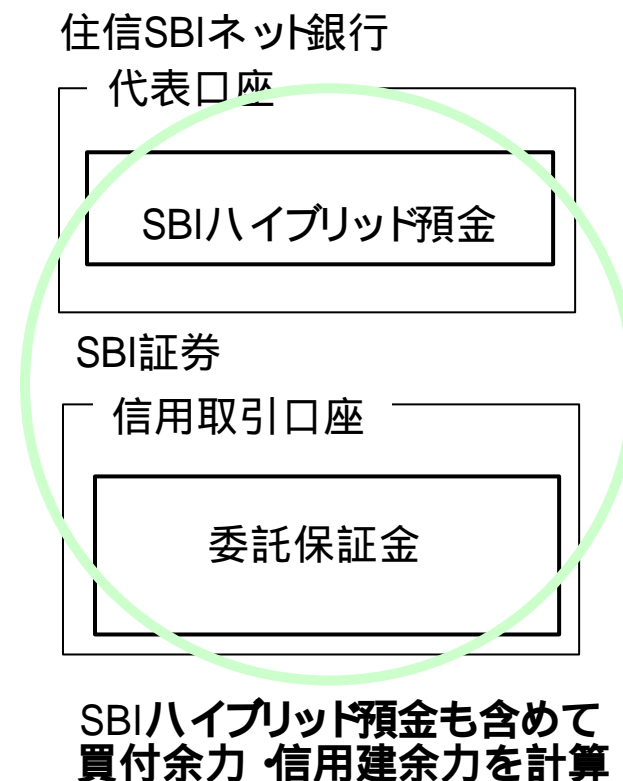 住信SBIネット銀行
代表口座
SBIハイブリッド預金
SBI証券
信用取引口座
委託保証金
SBIハイブリッド預金も含めて
買付余力・信用建余力を計算